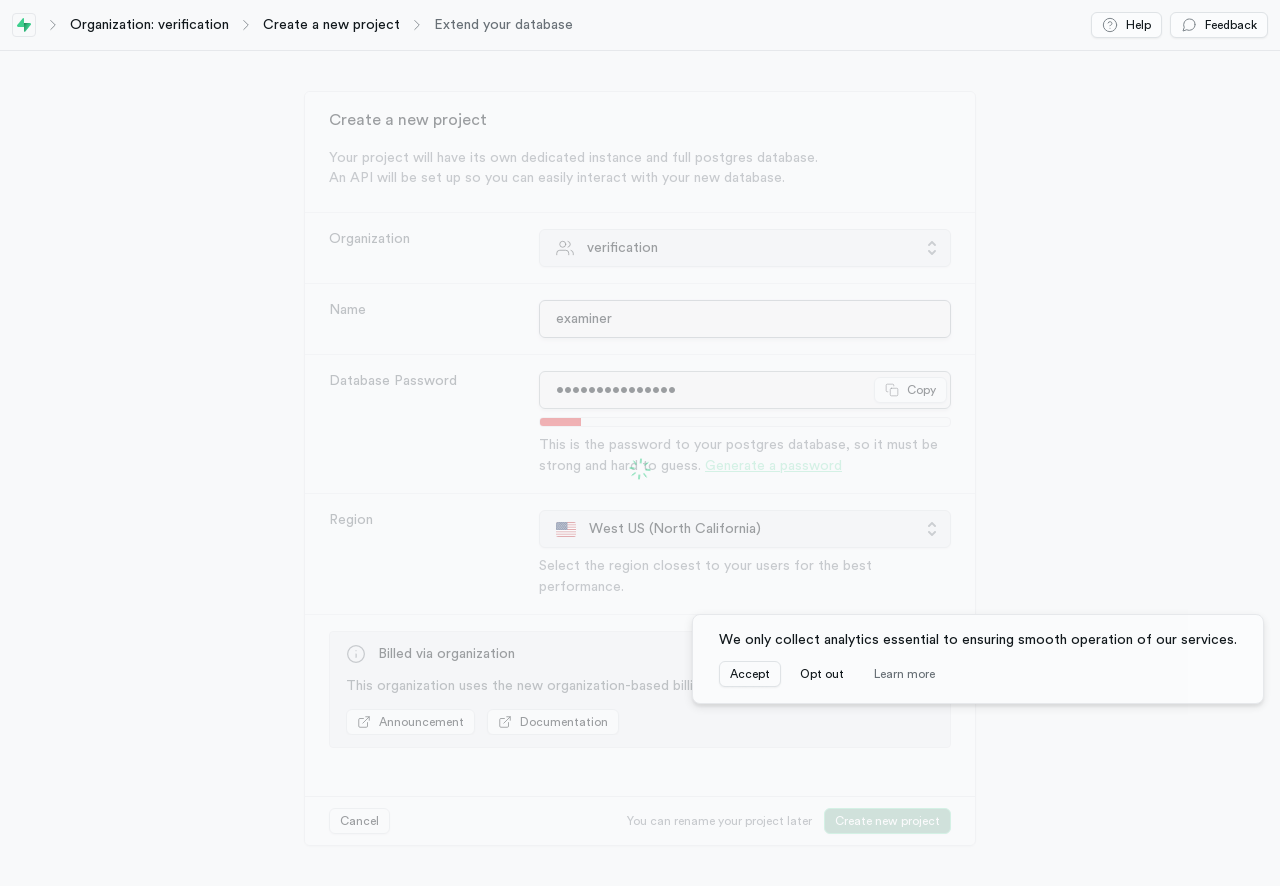 Organization: verification
Create a new project
Extend your database
Help
Feedback
Create a new project
Your project will have its own dedicated instance and full postgres database.
An API will be set up so you can easily interact with your new database.
Organization
verification
Name
examiner
Database Password
•••••••••••••••
Copy
This is the password to your postgres database, so it must be
strong and hard to guess. Generate a password
Region
West US (North California)
Select the region closest to your users for the best
performance.
We only collect analytics essential to ensuring smooth operation of our services.
Accept
Opt out
Learn more
Billed via organization
This organization uses the new organization-based
Announcement
Documentation
Cancel
You can rename your project later
Create new project